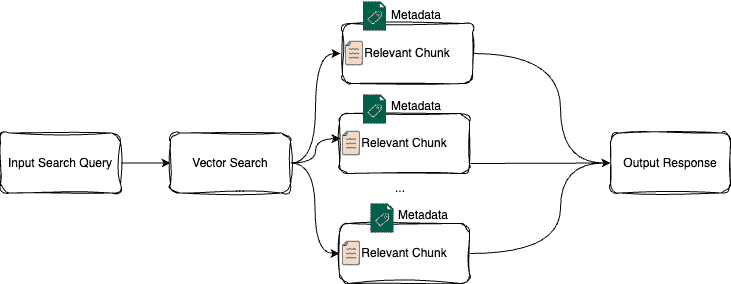 Metadata
Relevant Chunk
Metadata
Input Search Query
Vector Search
...
Relevant Chunk
Output Response
...
Metadata
Relevant Chunk